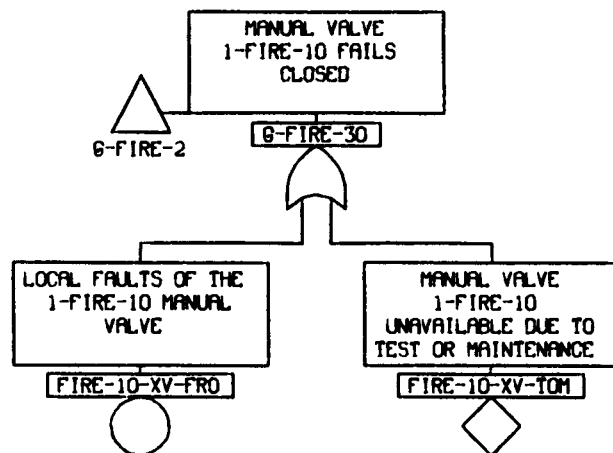 MANUAL VALVE
1-FIRE-10 FAILS
CLOSED
G-FIRE-2
G-FIRE-30
LOCAL FAULTS OF THE
1-FIRE-10 MANUAL
VALVE
FIRE-10-XV-FRO
MANUAL VALVE
1-FIRE-10
UNAVAILABLE DUE TO
TEST OR MAINTENANCE
FIRE-10-XV-TOM